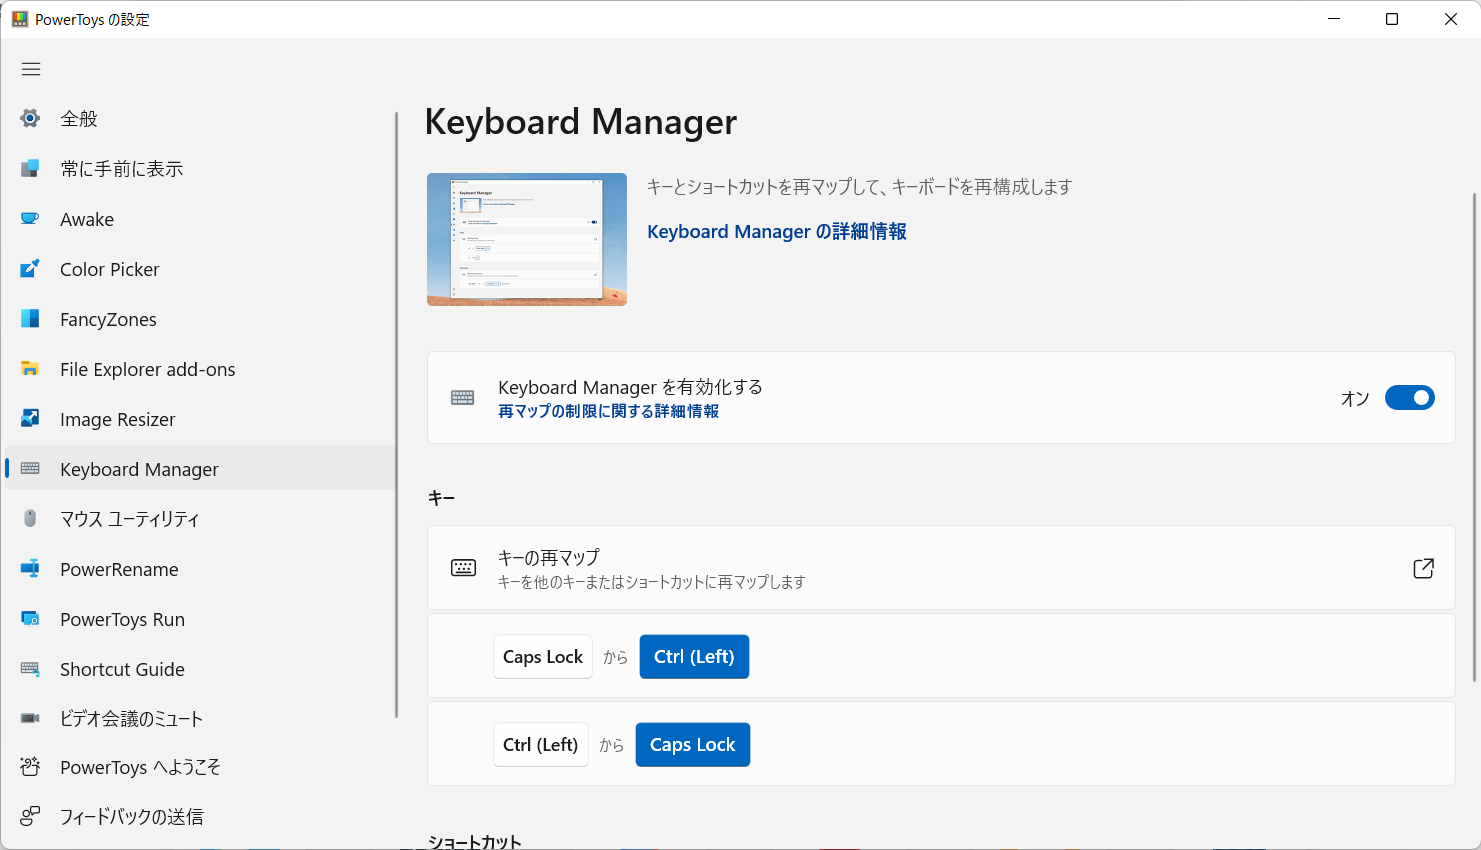 PowerToys の設定
全般
常に手前に表示
Awake
Color Picker
FancyZones
File Explorer add-ons
Image Resizer
Keyboard Manager
マウス ユーティリティ
PowerRename
PowerToys Run
Shortcut Guide
ビデオ会議のミュート
PowerToys へようこそ
フィードバックの送信
Keyboard Manager
キーとショートカットを再マップして、キーボードを再構成します
Keyboard Manager の詳細情報
Keyboard Manager を有効化する
再マップの制限に関する詳細情報
オン
キー
キーの再マップ
キーを他のキーまたはショートカットに再マップします
Caps Lock から Ctrl (Left)
Ctrl (Left) から Caps Lock
ショートカット